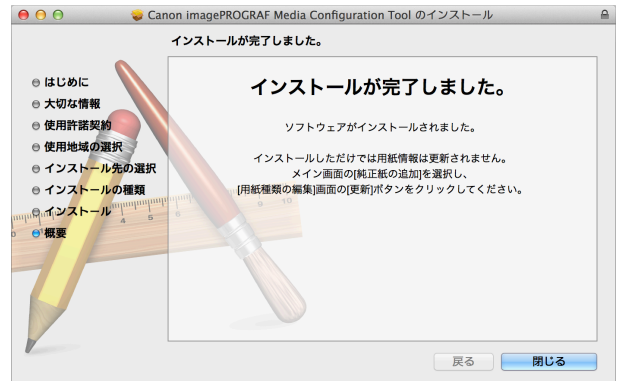 Canon imagePROGRAF Media Configuration Tool のインストール
インストールが完了しました。
はじめに
大切な情報
使用許諾契約
使用地域の選択
インストール先の選択
インストールの種類
インストール
概要
インストールが完了しました。
ソフトウェアがインストールされました。
インストールしただけでは用紙情報は更新されません。
メイン画面の[純正紙の追加]を選択し、
[用紙種類の編集]画面の[更新]ボタンをクリックしてください。
4 5 10
戻る
閉じる